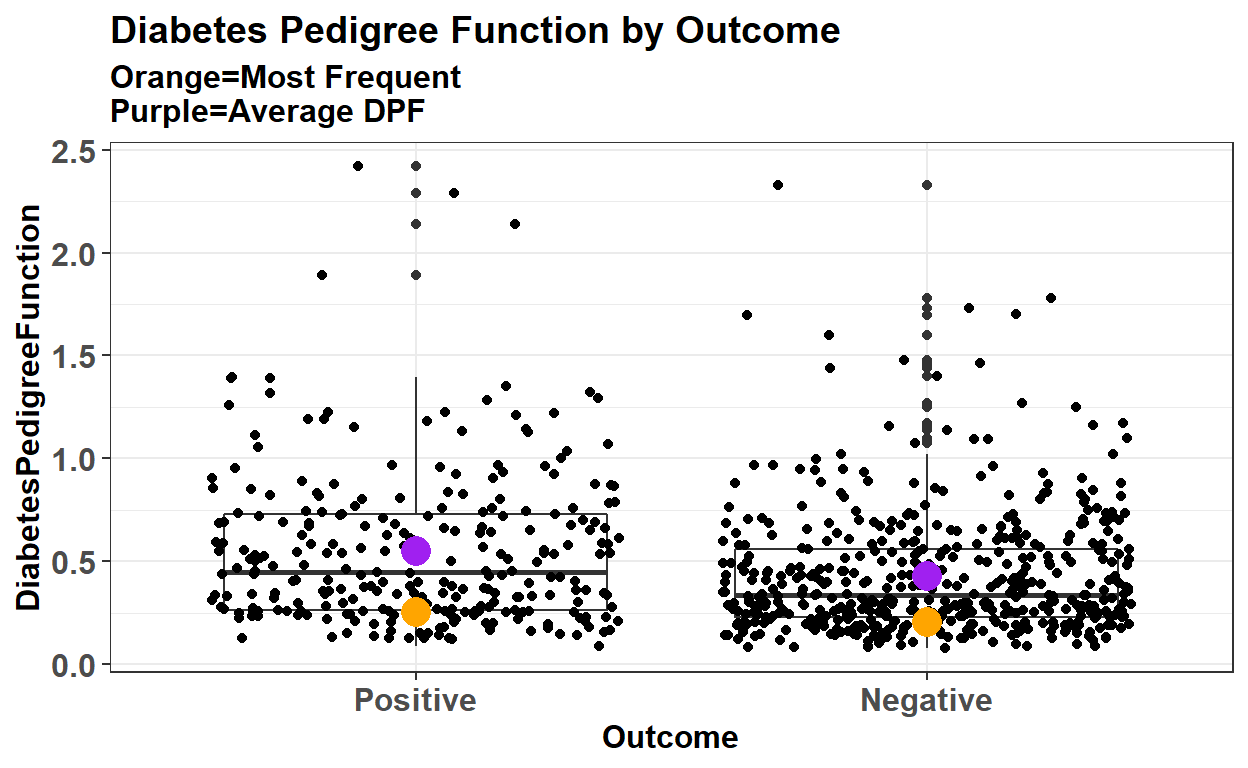 Diabetes Pedigree Function by Outcome
Orange=Most Frequent
Purple=Average DPF
DiabetesPedigreeFunction
2.5
2.0
1.5
1.0
0.5
0.0
Positive Negative
Outcome